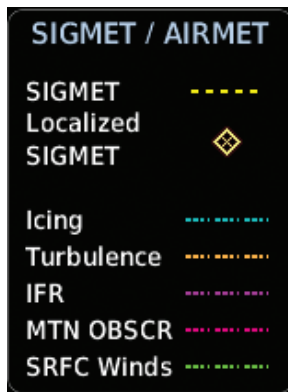 SIGMET / AIRMET
SIGMET
Localized
SIGMET
Icing
Turbulence
IFR
MTN OBSCR
SRFC Winds